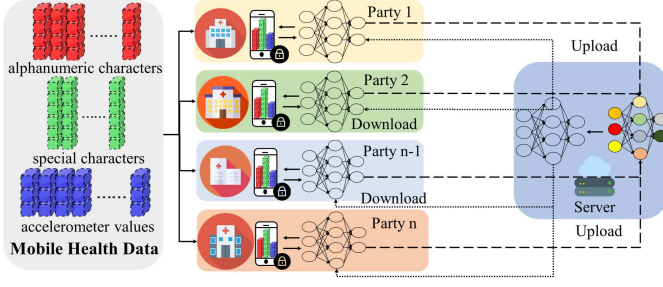 alphanumeric characters
special characters
accelerometer values
Mobile Health Data
Party 1
Upload
Party 2
Download
Party n-1
Download
Party n
Server
Upload